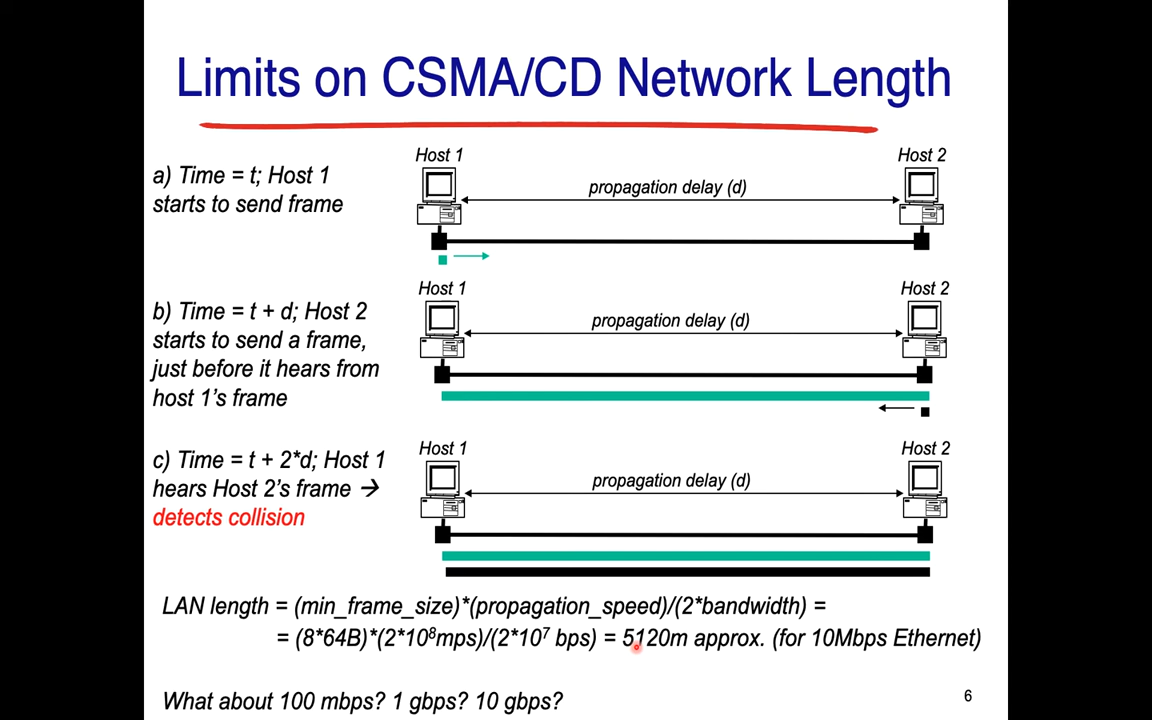 Limits on CSMA/CD Network Length
a) Time = t; Host 1
starts to send frame
Host 1
Host 2
propagation delay (d)
b) Time = t + d; Host 2
starts to send a frame,
just before it hears from
host 1’s frame
Host 1
Host 2
propagation delay (d)
c) Time = t + 2*d; Host 1
hears Host 2’s frame →
detects collision
Host 1
Host 2
propagation delay (d)
LAN length = (min_frame_size)*(propagation_speed)/(2*bandwidth) =
= (8*64B)*(2*10⁸mps)/(2*10⁷ bps) = 5120m approx. (for 10Mbps Ethernet)
What about 100 mbps? 1 gbps? 10 gbps?
6